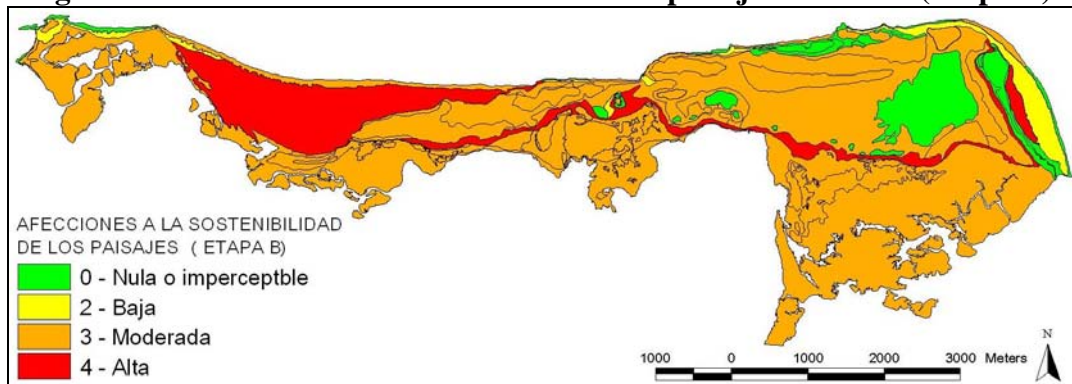 AFECCIONES A LA SOSTENIBILIDAD
DE LOS PAISAJES ( ETAPA B)
0 - Nula o imperceptble
2 - Baja
3 - Moderada
4 - Alta
1000 0 1000 2000 3000 Meters
N